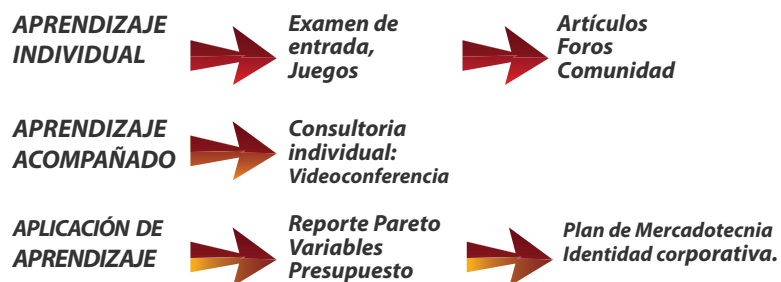 APRENDIZAJE
INDIVIDUAL
Examen de
entrada,
Juegos
Artículos
Foros
Comunidad
APRENDIZAJE
ACOMPAÑADO
Consultoria
individual:
Videoconferencia
APLICACIÓN DE
APRENDIZAJE
Reporte Pareto
Variables
Presupuesto
Plan de Mercadotecnia
Identidad corporativa.